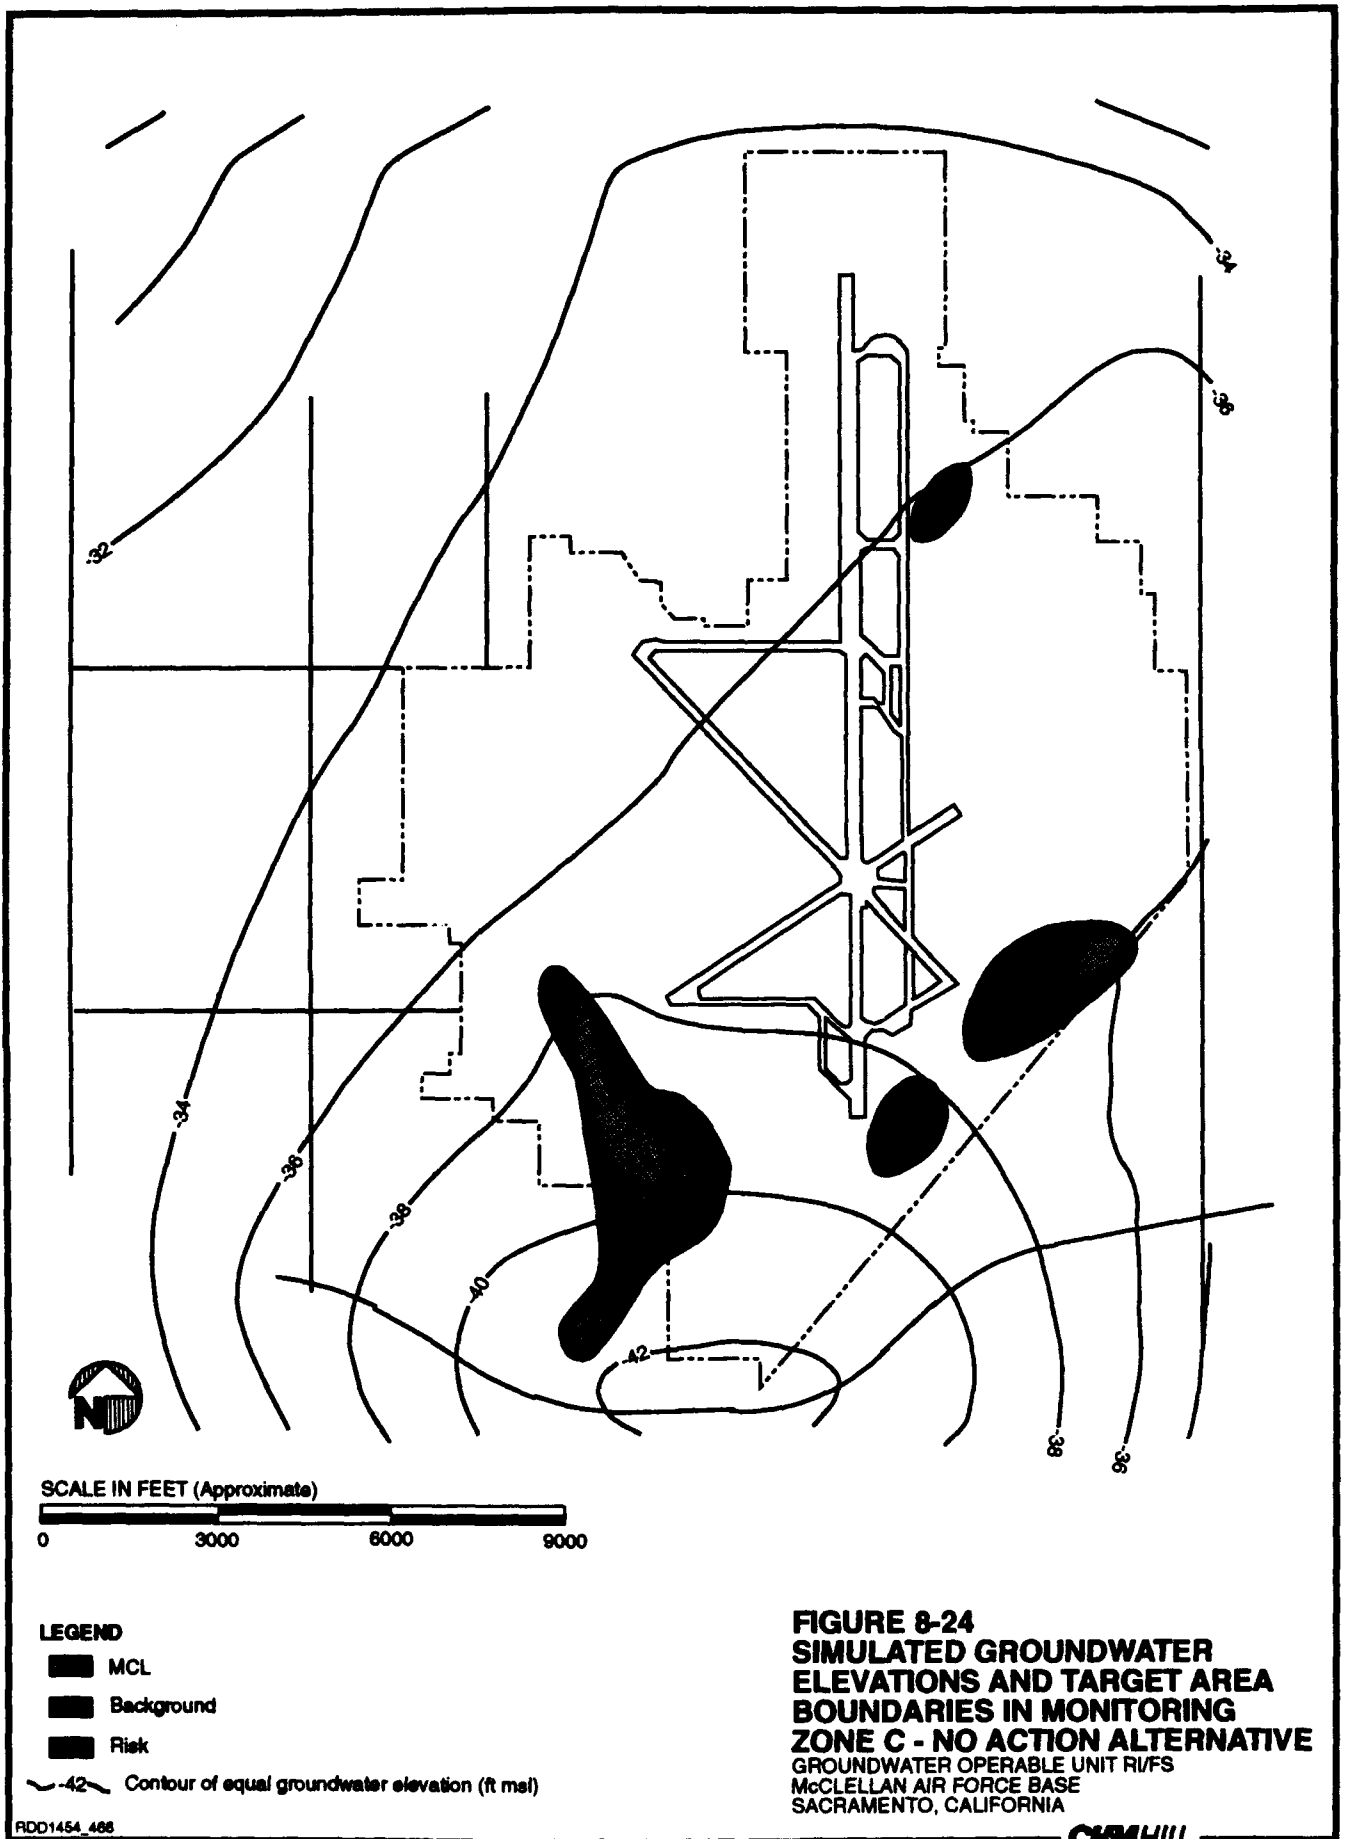 -34
-36
-32
-34
-36
-38
-40
-42
-38
-36
N
SCALE IN FEET (Approximate)
0 3000 6000 9000
LEGEND
MCL
Background
Risk
-42 Contour of equal groundwater elevation (ft msl)
RDD1454_466
FIGURE 8-24
SIMULATED GROUNDWATER
ELEVATIONS AND TARGET AREA
BOUNDARIES IN MONITORING
ZONE C - NO ACTION ALTERNATIVE
GROUNDWATER OPERABLE UNIT RI/FS
McCLELLAN AIR FORCE BASE
SACRAMENTO, CALIFORNIA